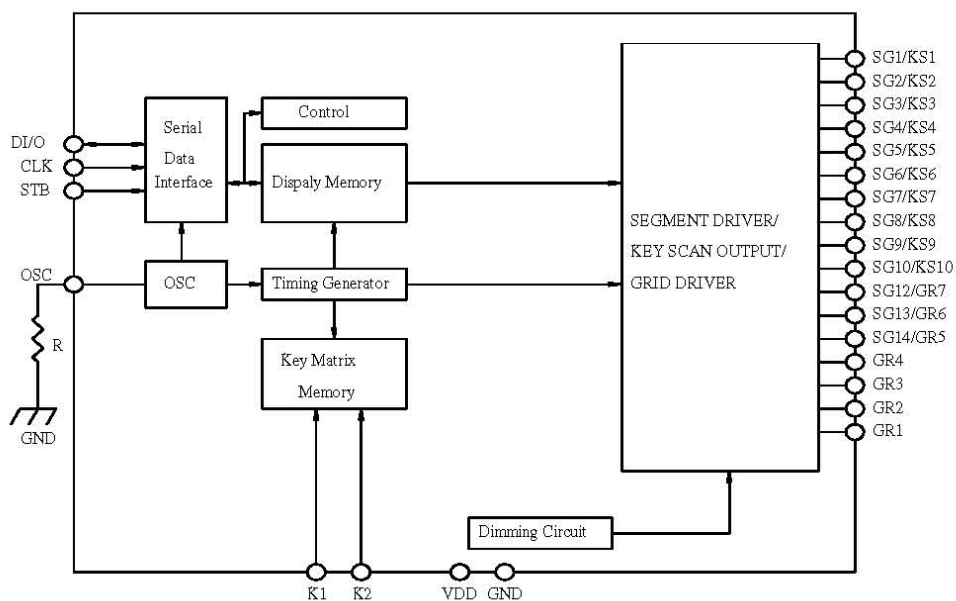 DI/O
CLK
STB
OSC
R
GND
Serial
Data
Interface
Control
Dispaly Memory
OSC
Timing Generator
Key Matrix
Memory
SEGMENT DRIVER/
KEY SCAN OUTPUT/
GRID DRIVER
Dimming Circuit
SG1/KS1
SG2/KS2
SG3/KS3
SG4/KS4
SG5/KS5
SG6/KS6
SG7/KS7
SG8/KS8
SG9/KS9
SG10/KS10
SG12/GR7
SG13/GR6
SG14/GR5
GR4
GR3
GR2
GR1
K1
K2
VDD
GND